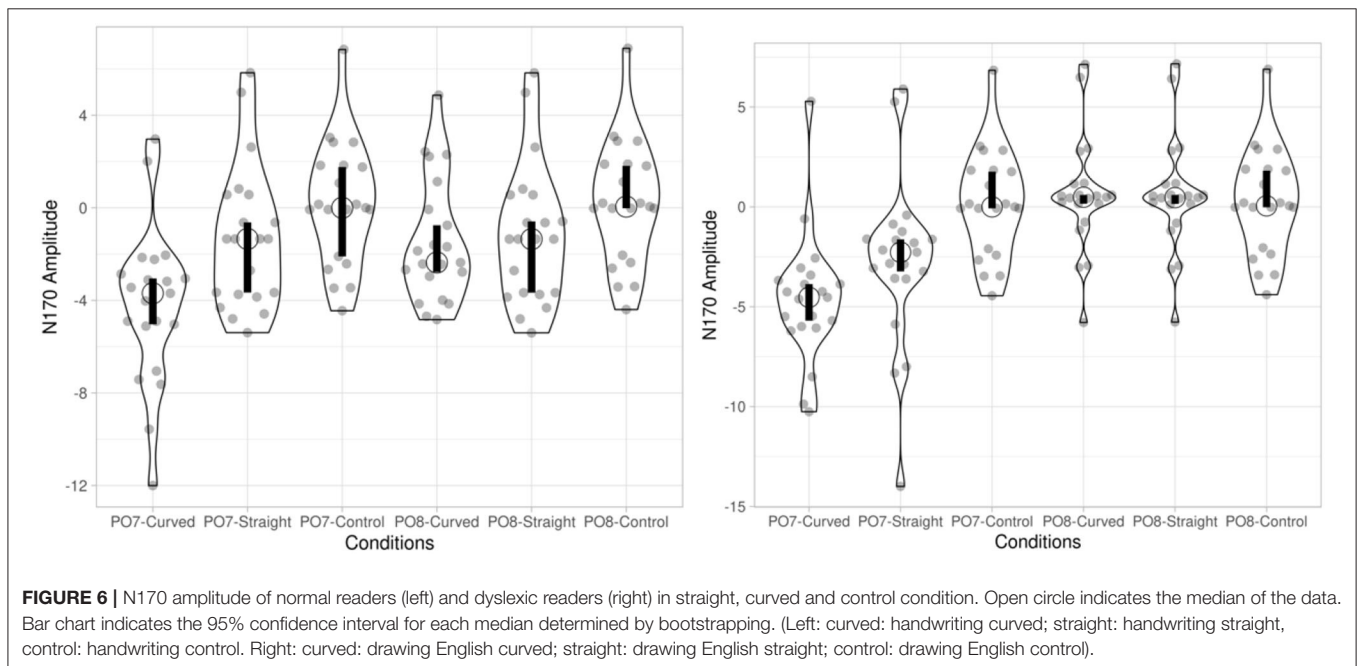 4
0
-4
-8
-12
N170 Amplitude
PO7-Curved PO7-Straight PO7-Control PO8-Curved PO8-Straight PO8-Control
Conditions
5
0
-5
-10
-15
N170 Amplitude
PO7-Curved PO7-Straight PO7-Control PO8-Curved PO8-Straight PO8-Control
Conditions
FIGURE 6 | N170 amplitude of normal readers (left) and dyslexic readers (right) in straight, curved and control condition. Open circle indicates the median of the data.
Bar chart indicates the 95% confidence interval for each median determined by bootstrapping. (Left: curved: handwriting curved; straight: handwriting straight,
control: handwriting control. Right: curved: drawing English curved; straight: drawing English straight; control: drawing English control).